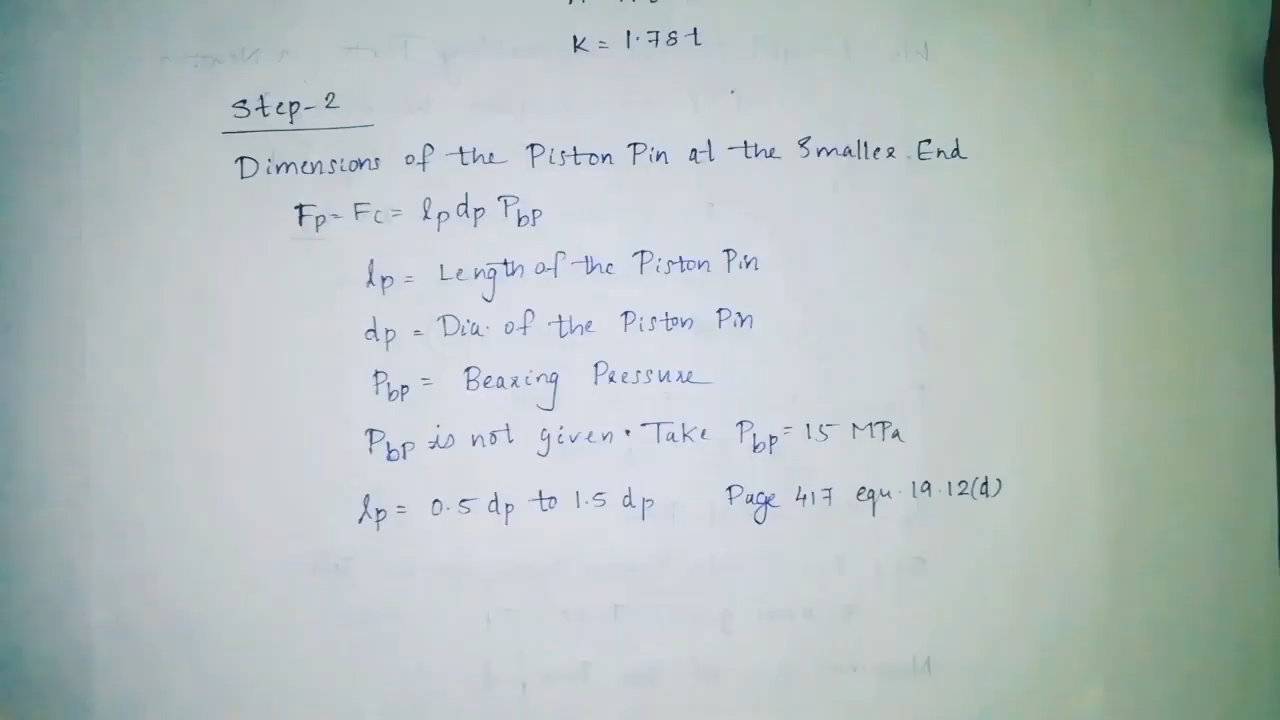 K = 1.78t
Step-2
Dimensions of the Piston Pin at the Smaller End
Fp = Fc = lp dp Pbp
lp = Length of the Piston Pin
dp = Dia. of the Piston Pin
Pbp = Bearing Pressure
Pbp is not given. Take Pbp = 15 MPa
lp = 0.5 dp to 1.5 dp Page 417 equ. 19.12(d)